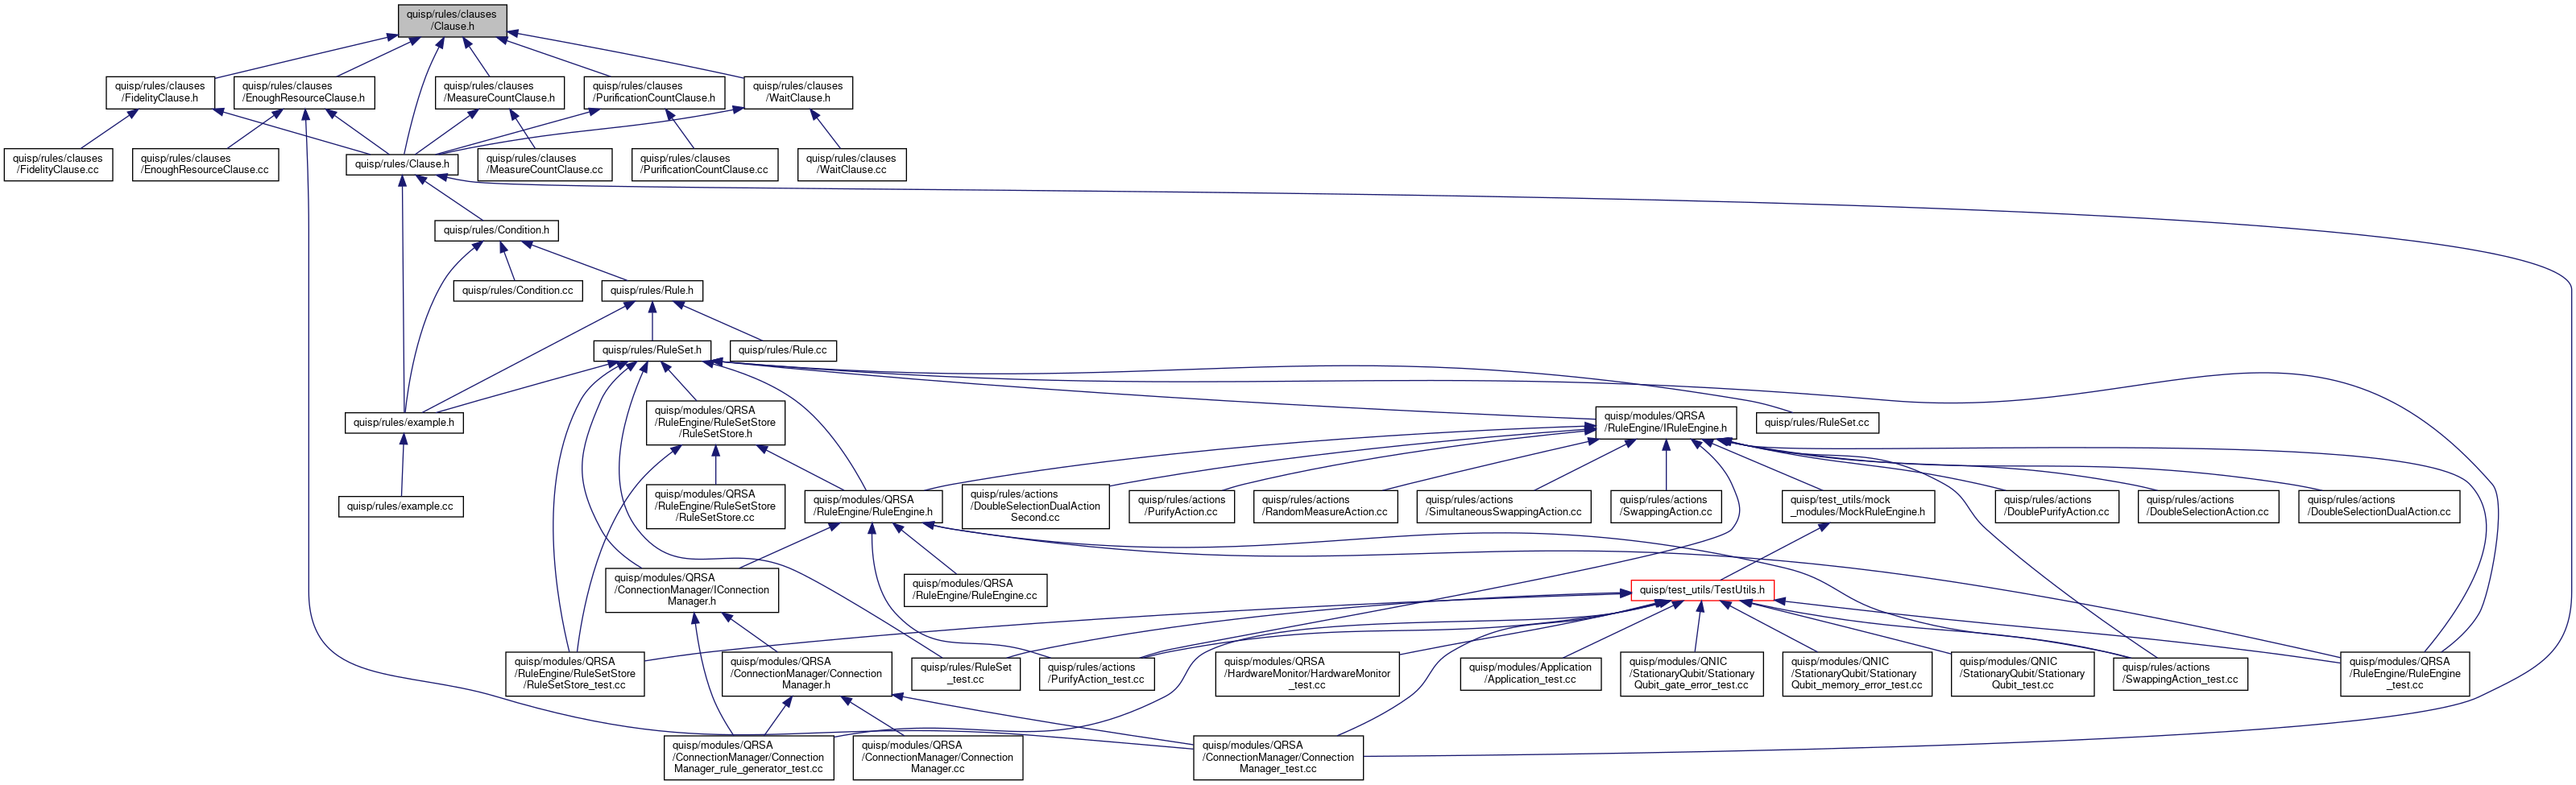 quisp/rules/clauses
/Clause.h
quisp/rules/clauses
/FidelityClause.h
quisp/rules/clauses
/EnoughResourceClause.h
quisp/rules/clauses
/MeasureCountClause.h
quisp/rules/clauses
/PurificationCountClause.h
quisp/rules/clauses
/WaitClause.h
quisp/rules/clauses
/FidelityClause.cc
quisp/rules/clauses
/EnoughResourceClause.cc
quisp/rules/Clause.h
quisp/rules/clauses
/MeasureCountClause.cc
quisp/rules/clauses
/PurificationCountClause.cc
quisp/rules/clauses
/WaitClause.cc
quisp/rules/Condition.h
quisp/rules/Condition.cc
quisp/rules/Rule.h
quisp/rules/RuleSet.h
quisp/rules/Rule.cc
quisp/rules/example.h
quisp/modules/QRSA
/RuleEngine/RuleSetStore
/RuleSetStore.h
quisp/modules/QRSA
/RuleEngine/IRuleEngine.h
quisp/rules/RuleSet.cc
quisp/rules/example.cc
quisp/modules/QRSA
/RuleEngine/RuleSetStore
/RuleSetStore.cc
quisp/modules/QRSA
/RuleEngine/RuleEngine.h
quisp/rules/actions
/DoubleSelectionDualAction
Second.cc
quisp/rules/actions
/PurifyAction.cc
quisp/rules/actions
/RandomMeasureAction.cc
quisp/rules/actions
/SimultaneousSwappingAction.cc
quisp/rules/actions
/SwappingAction.cc
quisp/test_utils/mock
_modules/MockRuleEngine.h
quisp/rules/actions
/DoublePurifyAction.cc
quisp/rules/actions
/DoubleSelectionAction.cc
quisp/rules/actions
/DoubleSelectionDualAction.cc
quisp/modules/QRSA
/ConnectionManager/IConnection
Manager.h
quisp/modules/QRSA
/RuleEngine/RuleEngine.cc
quisp/test_utils/TestUtils.h
quisp/modules/QRSA
/RuleEngine/RuleSetStore
/RuleSetStore_test.cc
quisp/modules/QRSA
/ConnectionManager/Connection
Manager.h
quisp/rules/RuleSet
_test.cc
quisp/rules/actions
/PurifyAction_test.cc
quisp/modules/QRSA
/HardwareMonitor/HardwareMonitor
_test.cc
quisp/modules/Application
/Application_test.cc
quisp/modules/QNIC
/StationaryQubit/Stationary
Qubit_gate_error_test.cc
quisp/modules/QNIC
/StationaryQubit/Stationary
Qubit_memory_error_test.cc
quisp/modules/QNIC
/StationaryQubit/Stationary
Qubit_test.cc
quisp/rules/actions
/SwappingAction_test.cc
quisp/modules/QRSA
/RuleEngine/RuleEngine
_test.cc
quisp/modules/QRSA
/ConnectionManager/Connection
Manager_rule_generator_test.cc
quisp/modules/QRSA
/ConnectionManager/Connection
Manager.cc
quisp/modules/QRSA
/ConnectionManager/Connection
Manager_test.cc